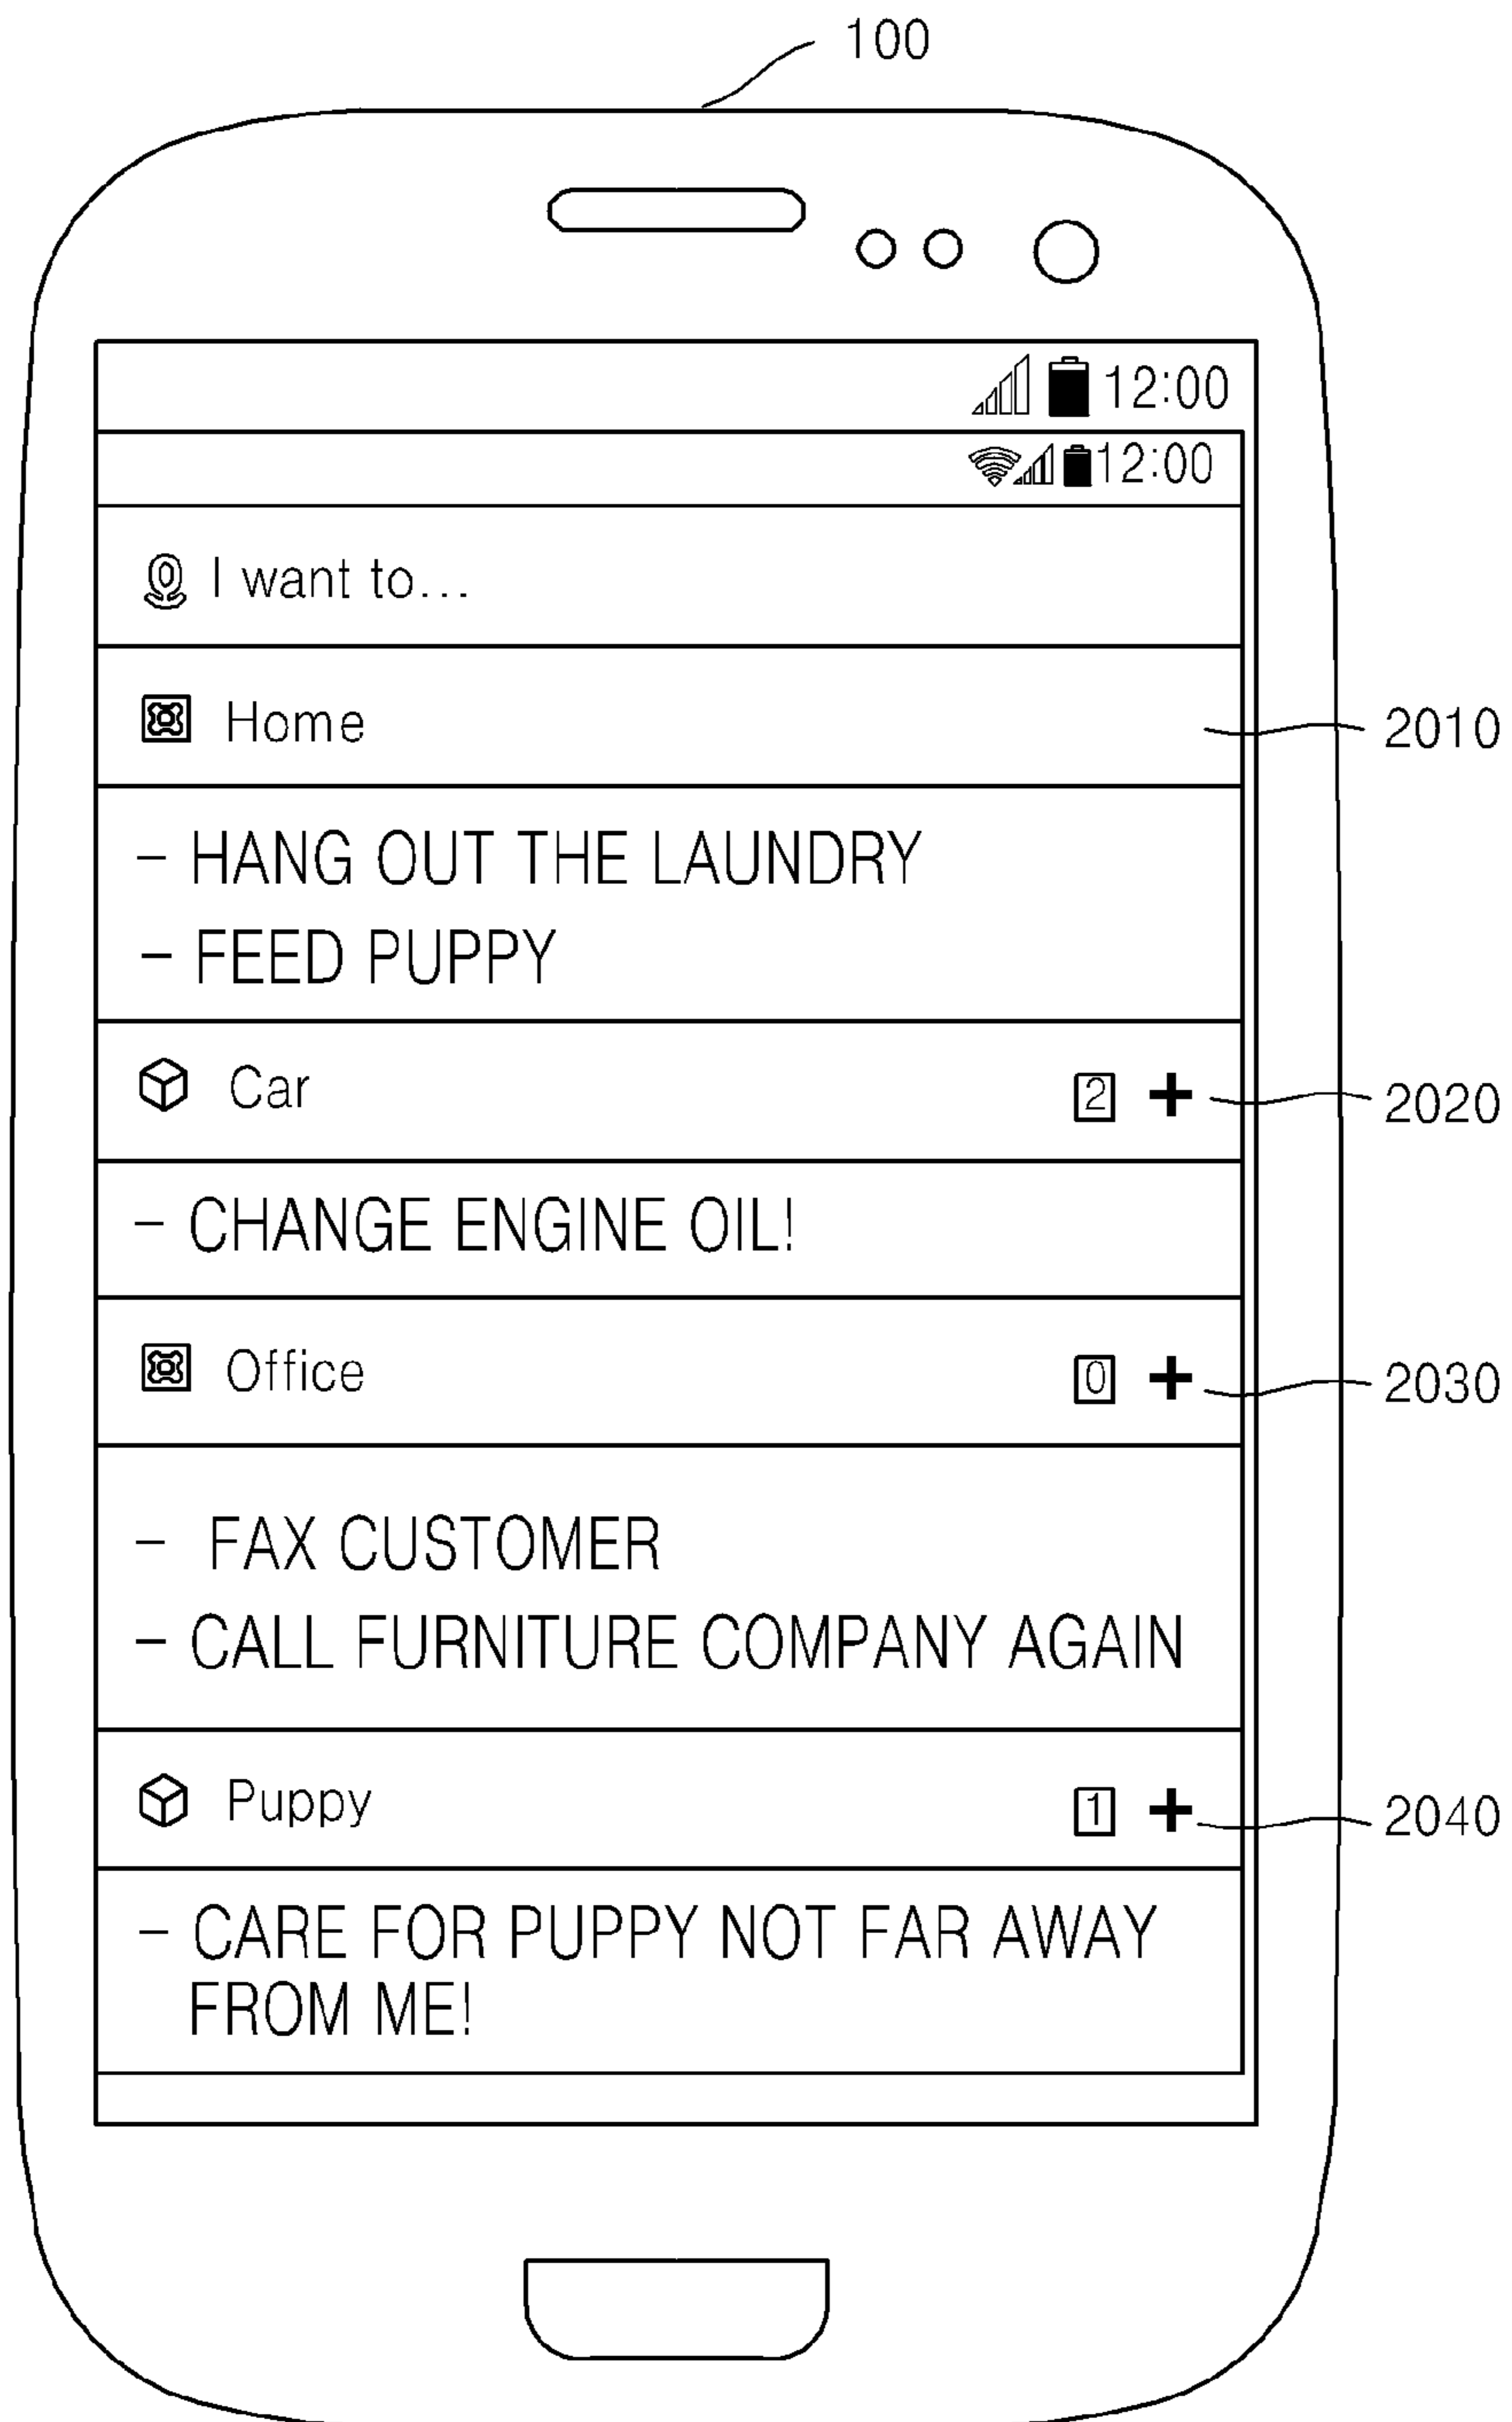 100
12:00
12:00
I want to...
Home
2010
- HANG OUT THE LAUNDRY
- FEED PUPPY
Car 2 +
2020
- CHANGE ENGINE OIL!
Office 0 +
2030
- FAX CUSTOMER
- CALL FURNITURE COMPANY AGAIN
Puppy 1 +
2040
- CARE FOR PUPPY NOT FAR AWAY
FROM ME!